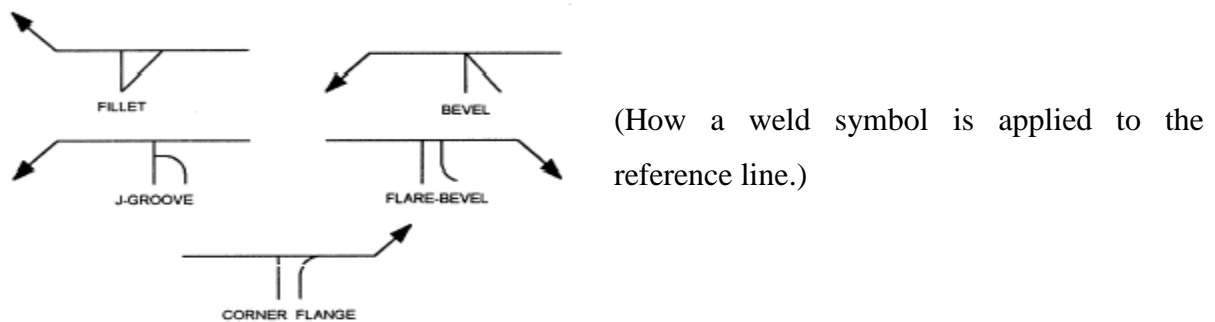 FILLET
BEVEL
(How a weld symbol is applied to the
reference line.)
J-GROOVE
FLARE-BEVEL
CORNER FLANGE